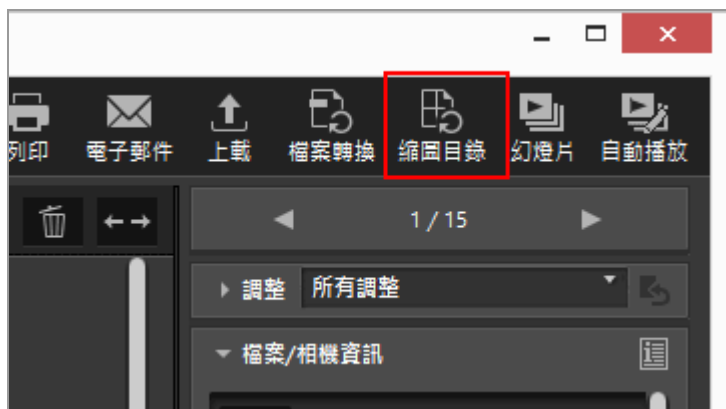 列印 電子郵件 上載 檔案轉換 縮圖目錄 幻燈片 自動播放
1 / 15
調整 所有調整
檔案/相機資訊